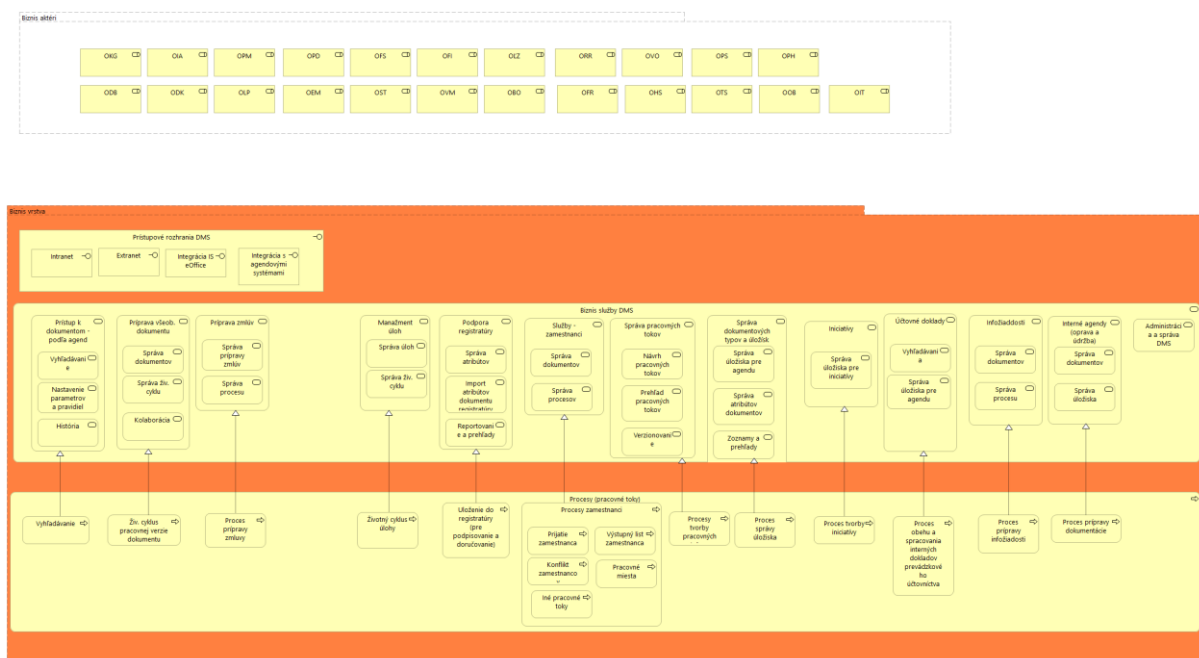 Biznis aktéri
OKG
OIA
OPM
OPD
OFS
OFI
OLZ
ORR
OVO
OPS
OPH
ODB
ODK
OLP
OEM
OST
OVM
OBO
OFR
OHS
OTS
OOB
OIT
Biznis vrstva
Prístupové rozhrania DMS
Intranet
Extranet
Integrácia IS
eOffice
Integrácia s
agendovými
systémami
Biznis služby DMS
Prístup k
dokumentom -
podľa agend
Vyhľadávani
e
Nastavenie
parametrov
a pravidiel
História
Príprava všeob.
dokumentu
Správa
dokumentov
Správa živ.
cyklu
Kolaborácia
Príprava zmlúv
Správa
prípravy
zmlúv
Správa
procesu
Manažment
úloh
Správa úloh
Správa živ.
cyklu
Podpora
registratúry
Správa
atribútov
Import
atribútov
dokumentu
registratúry
Reportovani
e a prehľady
Služby -
zamestnanci
Správa
dokumentov
Správa
procesov
Správa pracovných
tokov
Návrh
pracovných
tokov
Prehľad
pracovných
tokov
Verzionovani
e
Správa
dokumentových
typov a úložísk
Správa
úložiska pre
agendu
Správa
atribútov
dokumentov
Zoznamy a
prehľady
Iniciatívy
Správa
úložiska pre
iniciatívy
Účtovné doklady
Vyhľadávani
a
Správa
úložiska pre
agendu
Infožiaddosti
Správa
dokumentov
Správa
procesu
Interné agendy
(oprava a
údržba)
Správa
dokumentov
Správa
úložiska
Administráci
a a správa
DMS
Procesy (pracovné toky)
Vyhľadávanie
Živ. cyklus
pracovnej verzie
dokumentu
Proces
prípravy
zmluvy
Životný cyklus
úlohy
Uloženie do
registratúry
(pre
podpisovanie a
doručovanie)
Procesy zamestnanci
Prijatie
zamestnanca
Výstupný list
zamestnanca
Konflikt
zamestnancov
Pracovné
miesta
Iné pracovné
toky
Procesy
tvorby
pracovných
Proces
správy
úložiska
Proces tvorby
iniciatívy
Proces
obehu a
spracovania
interných
dokladov
prevádzkové
ho
účtovníctva
Proces
prípravy
infožiadosti
Proces prípravy
dokumentácie